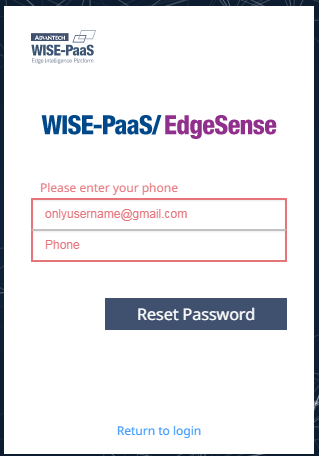 ADVANTECH
WISE-PaaS
Edge Intelligence Platform
WISE-PaaS/ EdgeSense
Please enter your phone
onlyusername@gmail.com
Phone
Reset Password
Return to login